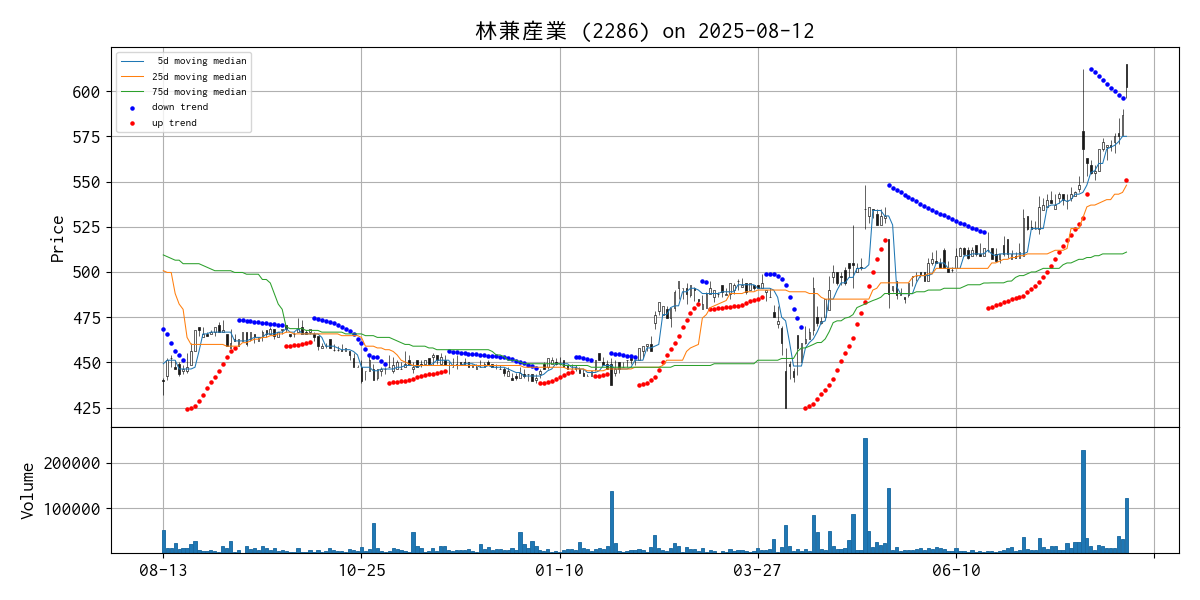 林兼産業 (2286) on 2025-08-12
5d moving median
25d moving median
75d moving median
down trend
up trend
Price
600
575
550
525
500
475
450
425
Volume
200000
100000
08-13 10-25 01-10 03-27 06-10